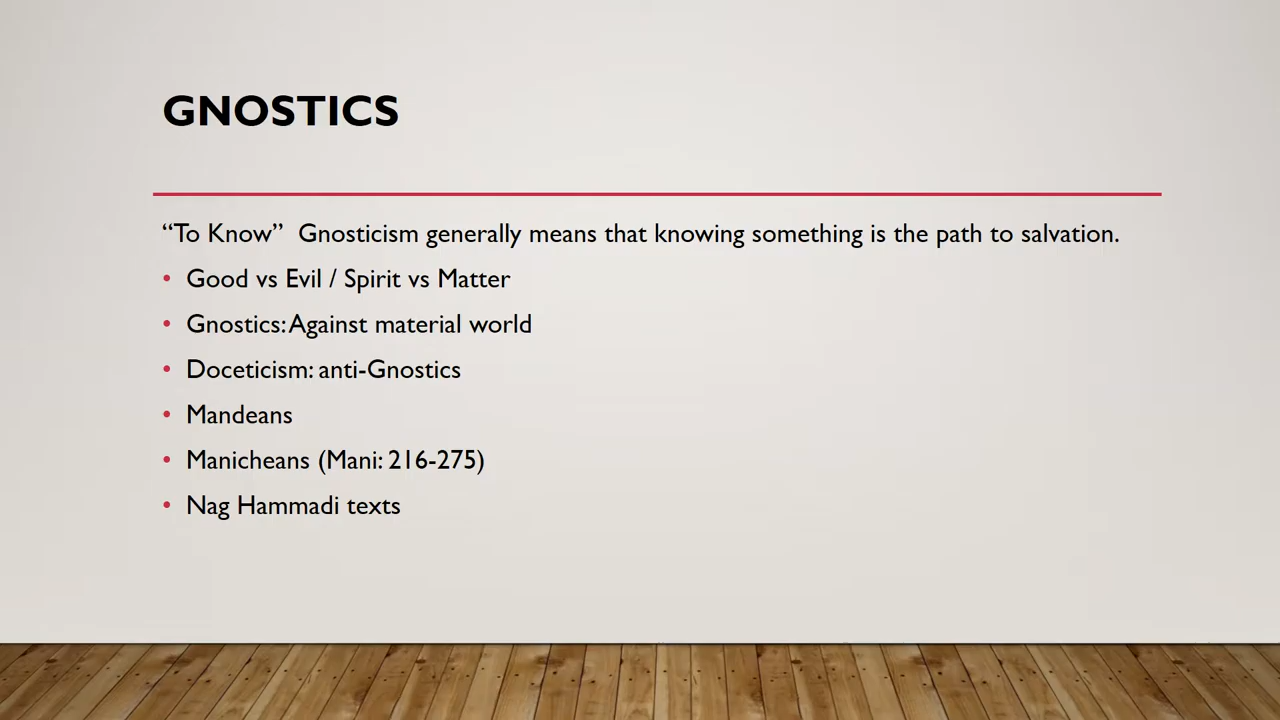 GNOSTICS
“To Know”  Gnosticism generally means that knowing something is the path to salvation.
• Good vs Evil / Spirit vs Matter
• Gnostics: Against material world
• Doceticism: anti-Gnostics
• Mandeans
• Manicheans (Mani: 216-275)
• Nag Hammadi texts